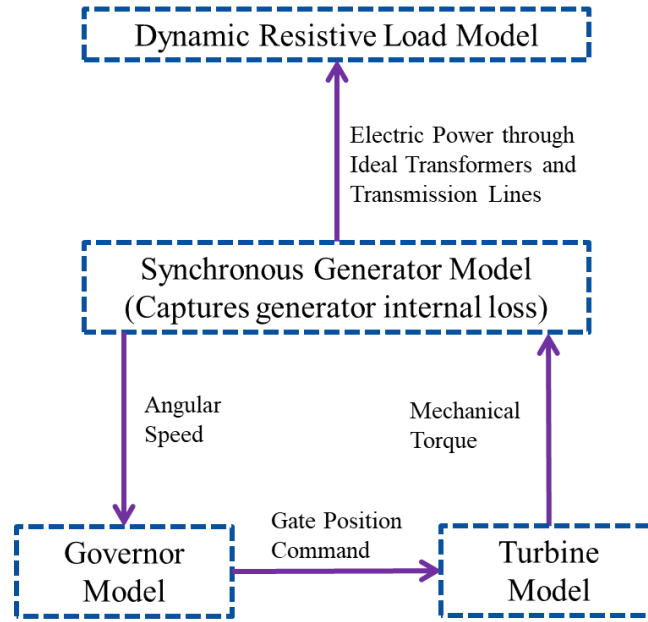 Dynamic Resistive Load Model
Electric Power through
Ideal Transformers and
Transmission Lines
Synchronous Generator Model
(Captures generator internal loss)
Angular
Speed
Mechanical
Torque
Gate Position
Command
Governor
Model
Turbine
Model